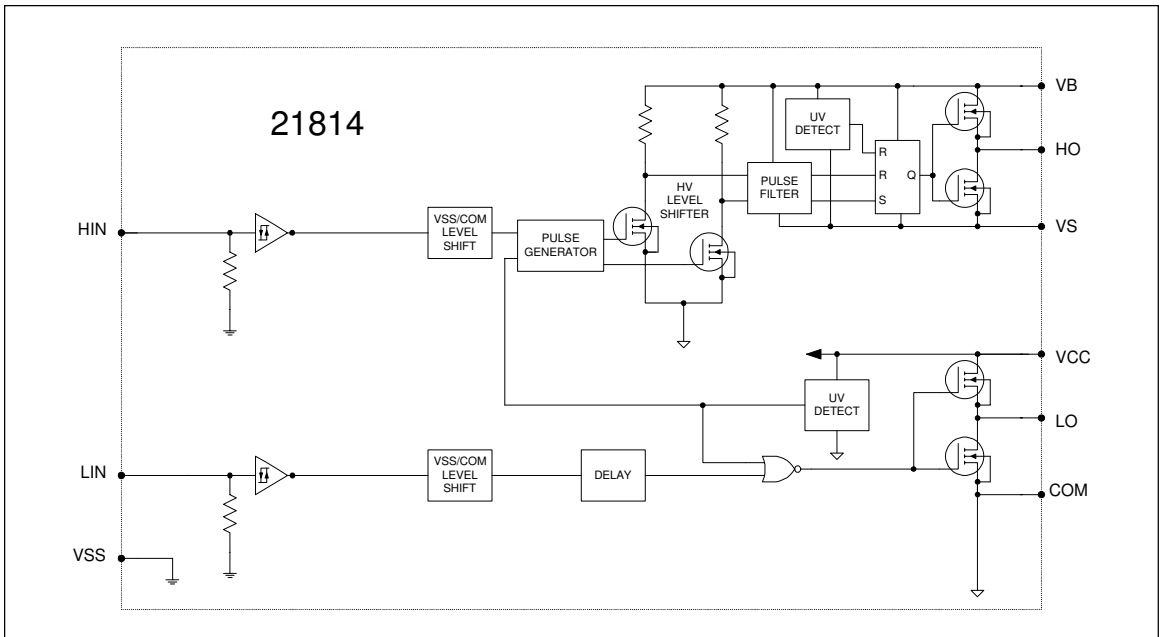 21814
VB
UV
DETECT
R
R
Q
S
HO
HV
LEVEL
SHIFTER
PULSE
FILTER
HIN
VSS/COM
LEVEL
SHIFT
PULSE
GENERATOR
VS
VCC
UV
DETECT
LO
LIN
VSS/COM
LEVEL
SHIFT
DELAY
COM
VSS